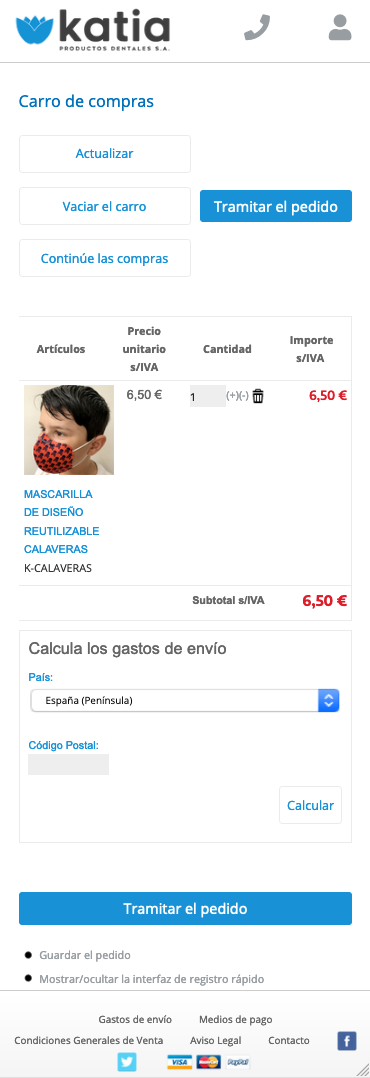 katia
PRODUCTOS DENTALES S.A.
Carro de compras
Actualizar
Vaciar el carro
Tramitar el pedido
Continúe las compras
Artículos
Precio
unitario
s/IVA
Cantidad
Importe
s/IVA
6,50 €
1
(+)(-)
6,50 €
MASCARILLA
DE DISEÑO
REUTILIZABLE
CALAVERAS
K-CALAVERAS
Subtotal s/IVA
6,50 €
Calcula los gastos de envío
País:
España (Península)
Código Postal:
Calcular
Tramitar el pedido
Guardar el pedido
Mostrar/ocultar la interfaz de registro rápido
Gastos de envío
Medios de pago
Condiciones Generales de Venta
Aviso Legal
Contacto
f
VISA
MasterCard
PayPal